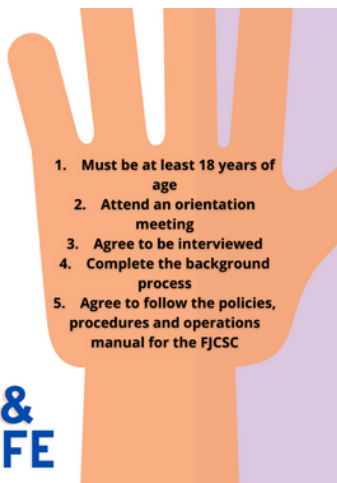 1. Must be at least 18 years of
age
2. Attend an orientation
meeting
3. Agree to be interviewed
4. Complete the background
process
5. Agree to follow the policies,
procedures and operations
manual for the FJCSC
&
FE